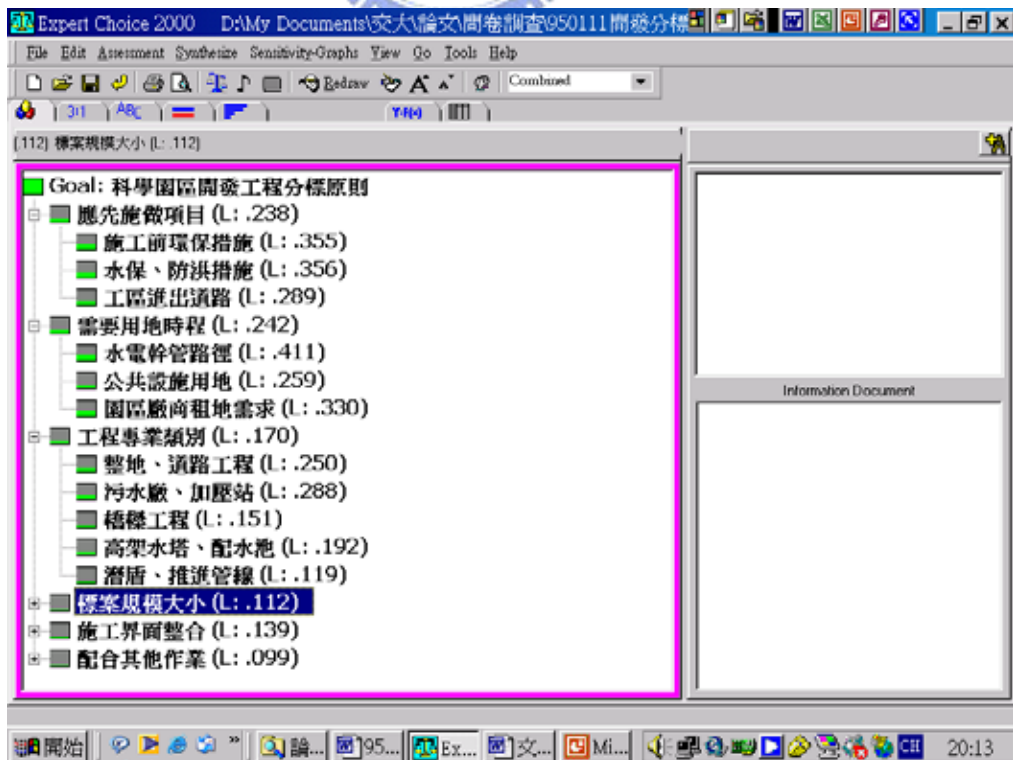 Expert Choice 2000 D:\My Documents\交大\論文\問卷調查\950111開發分標
File Edit Assessment Synthesize Sensitivity-Graphs View Go Tools Help
Redraw A A Combined
3:1 ABC Y=f(x)
(.112) 標案規模大小 (L: .112)
Goal: 科學園區開發工程分標原則
應先施做項目 (L: .238)
施工前環保措施 (L: .355)
水保、防洪措施 (L: .356)
工區進出道路 (L: .289)
需要用地時程 (L: .242)
水電幹管路徑 (L: .411)
公共設施用地 (L: .259)
園區廠商租地需求 (L: .330)
工程專業類別 (L: .170)
整地、道路工程 (L: .250)
污水廠、加壓站 (L: .288)
橋樑工程 (L: .151)
高架水塔、配水池 (L: .192)
潛盾、推進管線 (L: .119)
標案規模大小 (L: .112)
施工界面整合 (L: .139)
配合其他作業 (L: .099)
Information Document
開始 論... 95... Ex... 交... Mi... CH 20:13